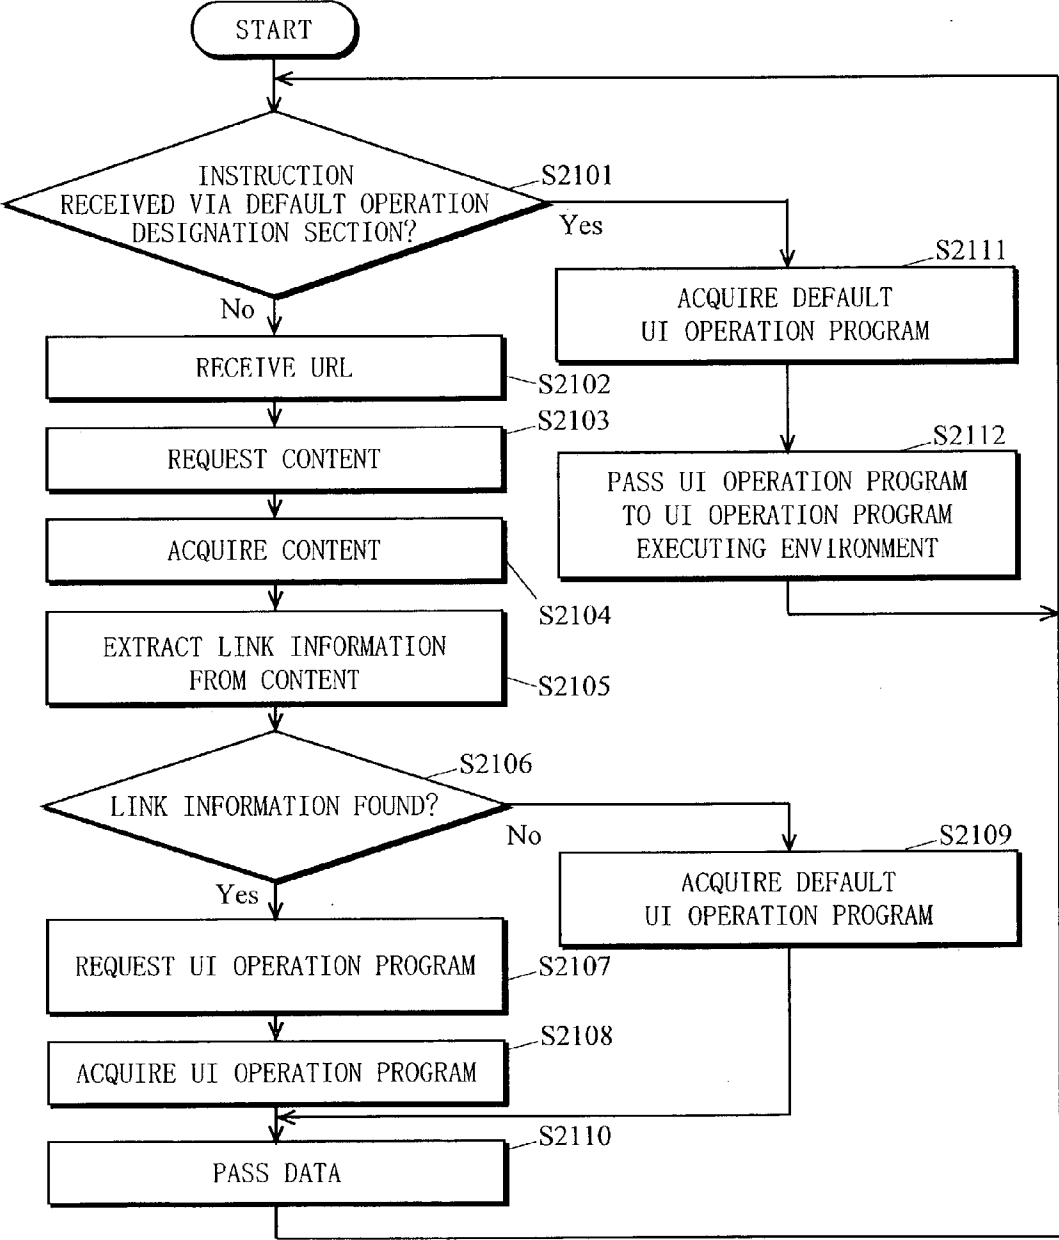 START
INSTRUCTION
RECEIVED VIA DEFAULT OPERATION
DESIGNATION SECTION?
S2101
Yes
No
S2111
ACQUIRE DEFAULT
UI OPERATION PROGRAM
RECEIVE URL
S2102
S2103
REQUEST CONTENT
S2112
PASS UI OPERATION PROGRAM
TO UI OPERATION PROGRAM
EXECUTING ENVIRONMENT
ACQUIRE CONTENT
S2104
EXTRACT LINK INFORMATION
FROM CONTENT
S2105
S2106
LINK INFORMATION FOUND?
No
Yes
S2109
ACQUIRE DEFAULT
UI OPERATION PROGRAM
REQUEST UI OPERATION PROGRAM
S2107
S2108
ACQUIRE UI OPERATION PROGRAM
S2110
PASS DATA